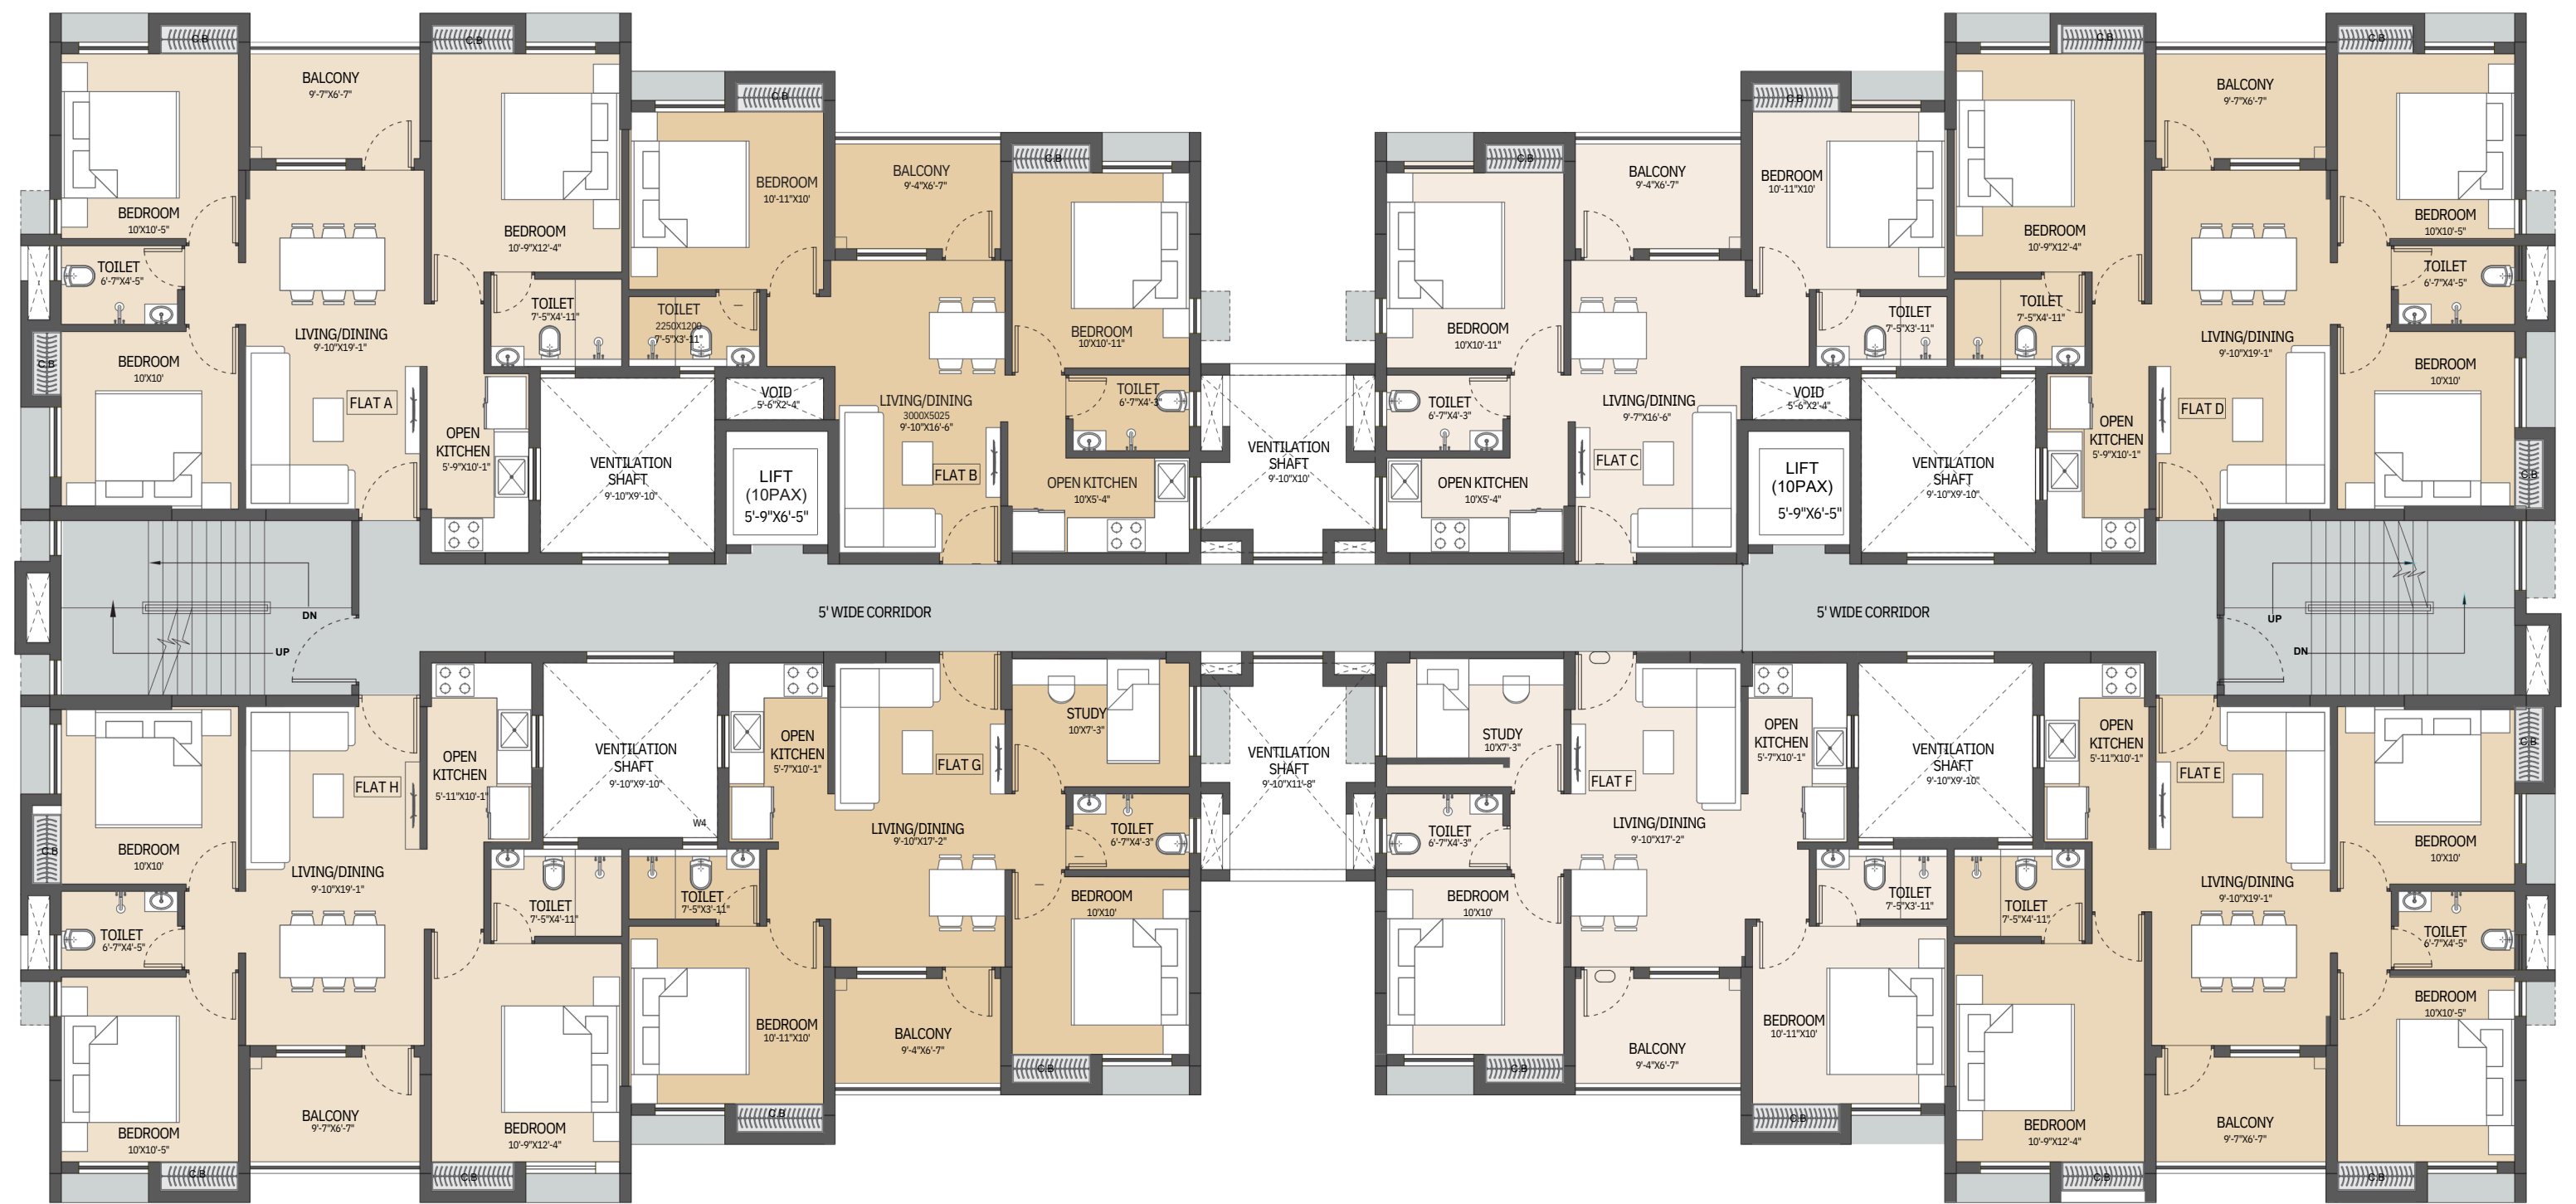 C.B
BALCONY
9'-7"X6'-7"
C.B
BEDROOM
10'X10'-5"
BEDROOM
10'-9"X12'-4"
TOILET
6'-7"X4'-5"
TOILET
7'-5"X4'-11"
LIVING/DINING
9'-10"X19'-1"
C.B
BEDROOM
10'X10'
FLAT A
OPEN
KITCHEN
5'-9"X10'-1"
VENTILATION
SHAFT
9'-10"X9'-10"
C.B
BEDROOM
10'-11"X10'
TOILET
2250X1200
7'-5"X3'-11"
VOID
5'-6"X2'-4"
LIFT
(10PAX)
5'-9"X6'-5"
BALCONY
9'-4"X6'-7"
C.B
BEDROOM
10'X10'-11"
TOILET
6'-7"X4'-3"
LIVING/DINING
3000X5025
9'-10"X16'-6"
FLAT B
OPEN KITCHEN
10'X5'-4"
VENTILATION
SHAFT
9'-10"X10'
C.B
BEDROOM
10'X10'-11"
BALCONY
9'-4"X6'-7"
TOILET
6'-7"X4'-3"
LIVING/DINING
9'-7"X16'-6"
FLAT C
OPEN KITCHEN
10'X5'-4"
C.B
BEDROOM
10'-11"X10'
TOILET
7'-5"X3'-11"
VOID
5'-6"X2'-4"
LIFT
(10PAX)
5'-9"X6'-5"
VENTILATION
SHAFT
9'-10"X9'-10"
C.B
BEDROOM
10'-9"X12'-4"
BALCONY
9'-7"X6'-7"
C.B
BEDROOM
10'X10'-5"
TOILET
7'-5"X4'-11"
TOILET
6'-7"X4'-5"
LIVING/DINING
9'-10"X19'-1"
BEDROOM
10'X10'
FLAT D
OPEN
KITCHEN
5'-9"X10'-1"
C.B
DN
UP
5' WIDE CORRIDOR
5' WIDE CORRIDOR
UP
DN
OPEN
KITCHEN
5'-11"X10'-1"
FLAT H
C.B
BEDROOM
10'X10'
LIVING/DINING
9'-10"X19'-1"
TOILET
6'-7"X4'-5"
TOILET
7'-5"X4'-11"
BEDROOM
10'X10'-5"
BALCONY
9'-7"X6'-7"
BEDROOM
10'-9"X12'-4"
C.B
C.B
VENTILATION
SHAFT
9'-10"X9'-10"
W4
OPEN
KITCHEN
5'-7"X10'-1"
FLAT G
STUDY
10'X7'-3"
LIVING/DINING
9'-10"X17'-2"
TOILET
6'-7"X4'-3"
TOILET
7'-5"X3'-11"
BEDROOM
10'X10'
BEDROOM
10'-11"X10'
BALCONY
9'-4"X6'-7"
C.B
C.B
VENTILATION
SHAFT
9'-10"X11'-8"
STUDY
10'X7'-3"
FLAT F
OPEN
KITCHEN
5'-7"X10'-1"
LIVING/DINING
9'-10"X17'-2"
TOILET
6'-7"X4'-3"
TOILET
7'-5"X3'-11"
BEDROOM
10'X10'
BEDROOM
10'-11"X10'
BALCONY
9'-4"X6'-7"
C.B
C.B
VENTILATION
SHAFT
9'-10"X9'-10"
OPEN
KITCHEN
5'-11"X10'-1"
FLAT E
C.B
BEDROOM
10'X10'
LIVING/DINING
9'-10"X19'-1"
TOILET
7'-5"X4'-11"
TOILET
6'-7"X4'-5"
BEDROOM
10'X10'-5"
BEDROOM
10'-9"X12'-4"
BALCONY
9'-7"X6'-7"
C.B
C.B